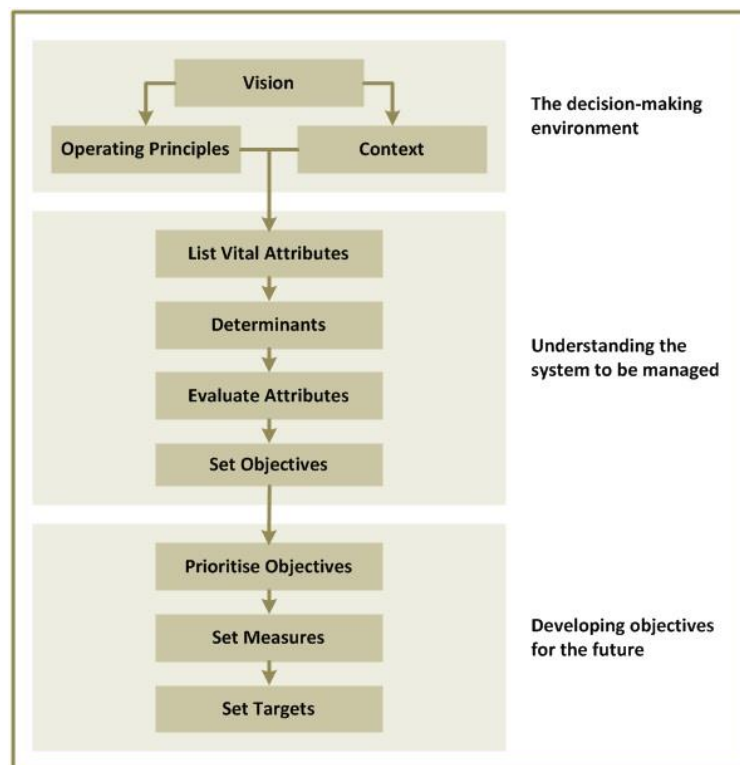 Vision
Operating Principles
Context
The decision-making
environment
List Vital Attributes
Determinants
Evaluate Attributes
Set Objectives
Understanding the
system to be managed
Prioritise Objectives
Set Measures
Set Targets
Developing objectives
for the future